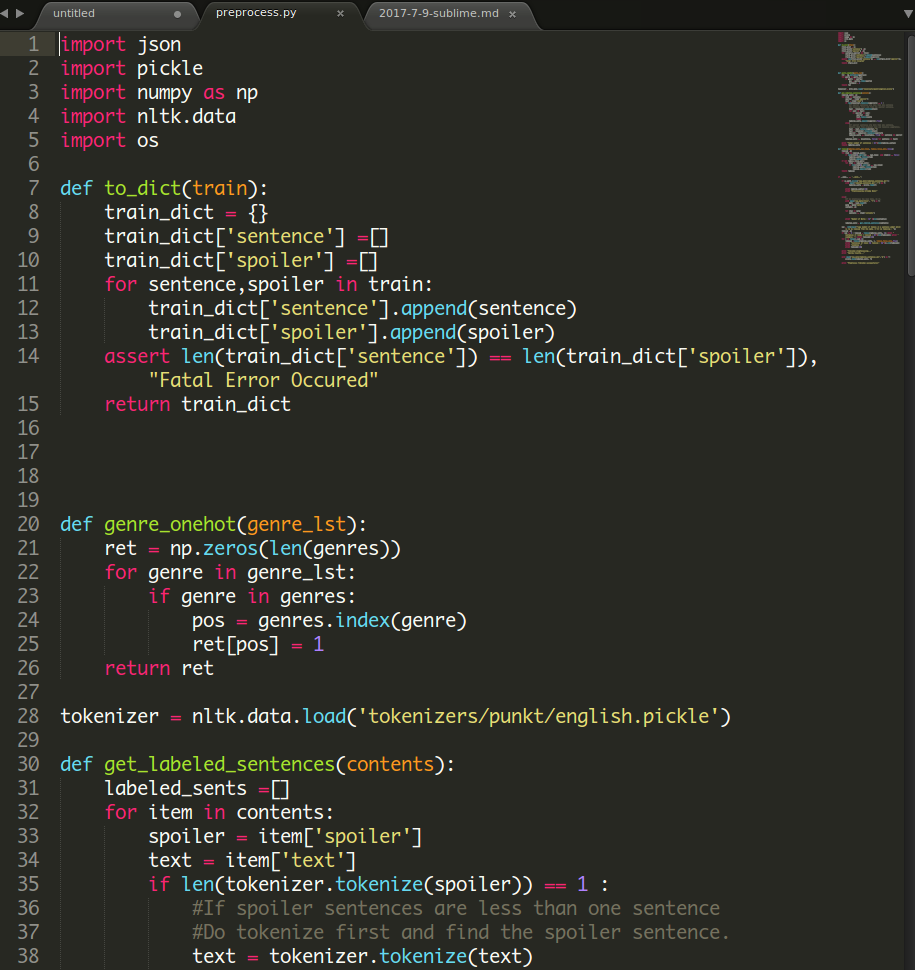 untitled preprocess.py × 2017-7-9-sublime.md ×
1 import json
2 import pickle
3 import numpy as np
4 import nltk.data
5 import os
6
7 def to_dict(train):
8     train_dict = {}
9     train_dict['sentence'] =[]
10     train_dict['spoiler'] =[]
11     for sentence,spoiler in train:
12         train_dict['sentence'].append(sentence)
13         train_dict['spoiler'].append(spoiler)
14     assert len(train_dict['sentence']) == len(train_dict['spoiler']),
        "Fatal Error Occured"
15     return train_dict
16
17
18
19
20 def genre_onehot(genre_lst):
21     ret = np.zeros(len(genres))
22     for genre in genre_lst:
23         if genre in genres:
24             pos = genres.index(genre)
25             ret[pos] = 1
26     return ret
27
28 tokenizer = nltk.data.load('tokenizers/punkt/english.pickle')
29
30 def get_labeled_sentences(contents):
31     labeled_sents =[]
32     for item in contents:
33         spoiler = item['spoiler']
34         text = item['text']
35         if len(tokenizer.tokenize(spoiler)) == 1 :
36             #If spoiler sentences are less than one sentence
37             #Do tokenize first and find the spoiler sentence.
38             text = tokenizer.tokenize(text)